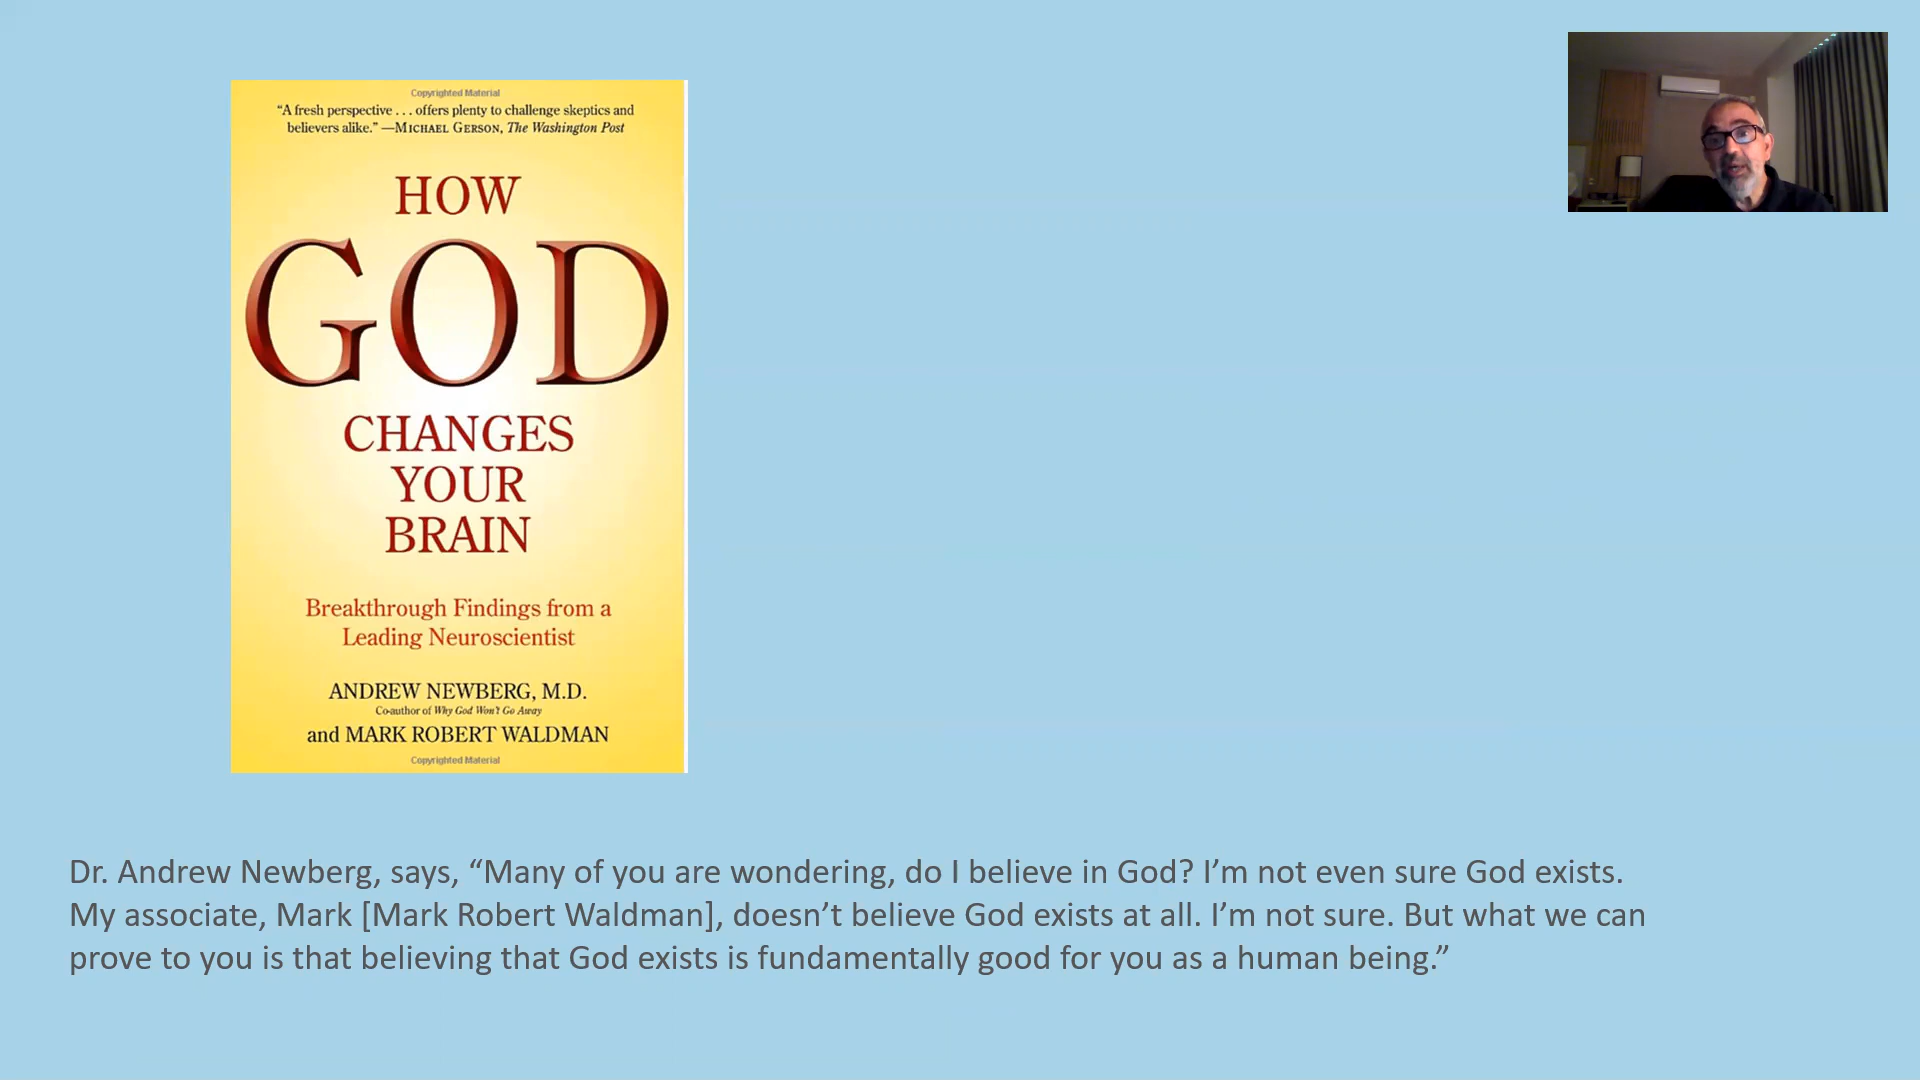 Copyrighted Material
“A fresh perspective . . . offers plenty to challenge skeptics and
believers alike.” —MICHAEL GERSON, The Washington Post
HOW
GOD
CHANGES
YOUR
BRAIN
Breakthrough Findings from a
Leading Neuroscientist
ANDREW NEWBERG, M.D.
Co-author of Why God Won't Go Away
and MARK ROBERT WALDMAN
Copyrighted Material
Dr. Andrew Newberg, says, “Many of you are wondering, do I believe in God? I’m not even sure God exists.
My associate, Mark [Mark Robert Waldman], doesn’t believe God exists at all. I’m not sure. But what we can
prove to you is that believing that God exists is fundamentally good for you as a human being.”